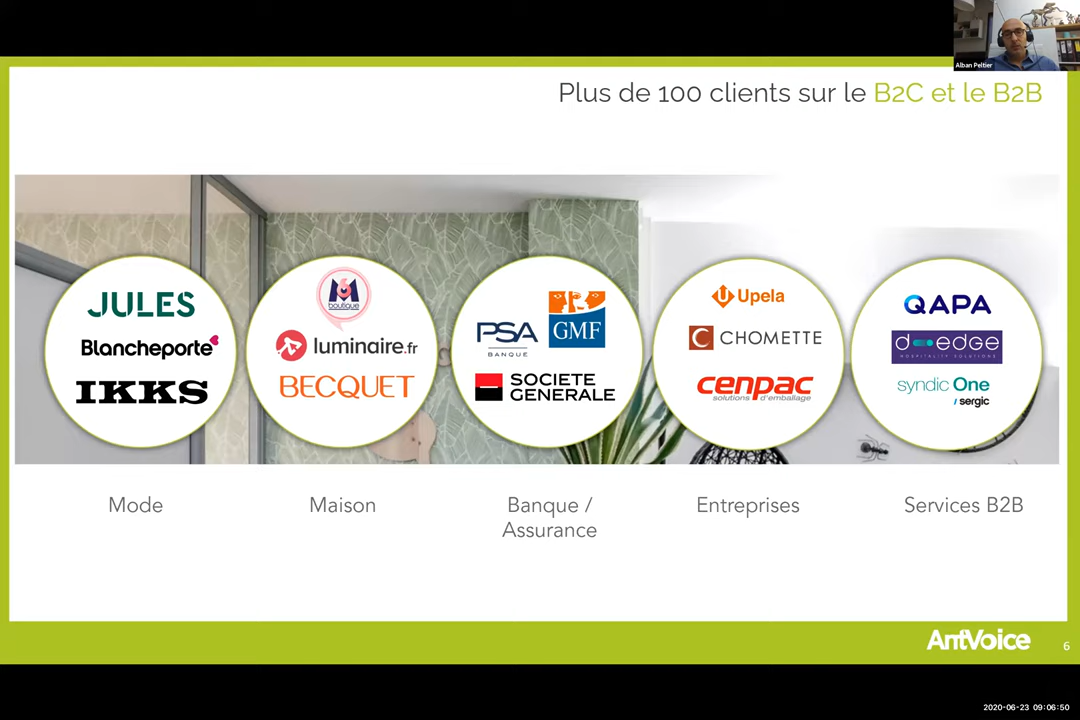 Alban Peltier
Plus de 100 clients sur le B2C et le B2B
JULES
Blancheporte
IKKS
M6
boutique
luminaire.fr
BECQUET
PSA
BANQUE
GMF
SOCIETE
GENERALE
Upela
CHOMETTE
cenpac
solutions d'emballage
QAPA
d-edge
HOSPITALITY SOLUTIONS
syndic One
/ sergic
Mode
Maison
Banque /
Assurance
Entreprises
Services B2B
AntVoice
6
2020-06-23 09:06:50